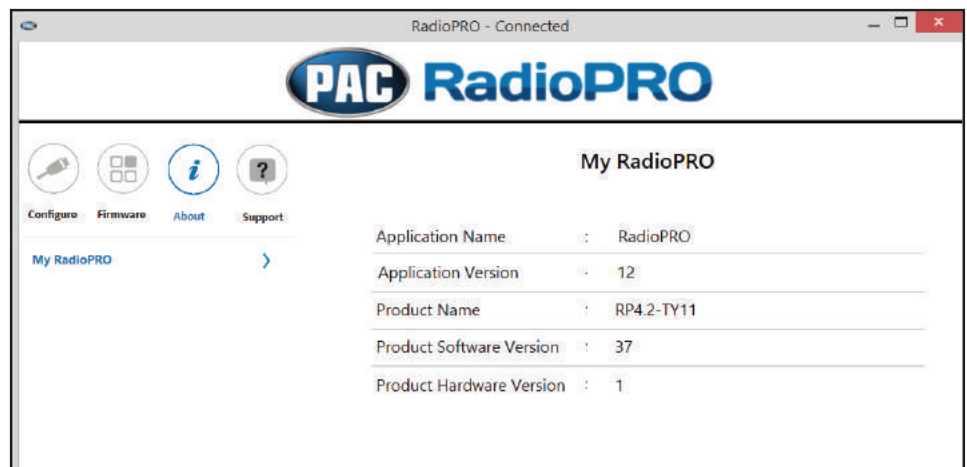 RadioPRO - Connected
PAC RadioPRO
My RadioPRO
Configure Firmware About Support
My RadioPRO
Application Name : RadioPRO
Application Version · 12
Product Name : RP4.2-TY11
Product Software Version : 37
Product Hardware Version : 1